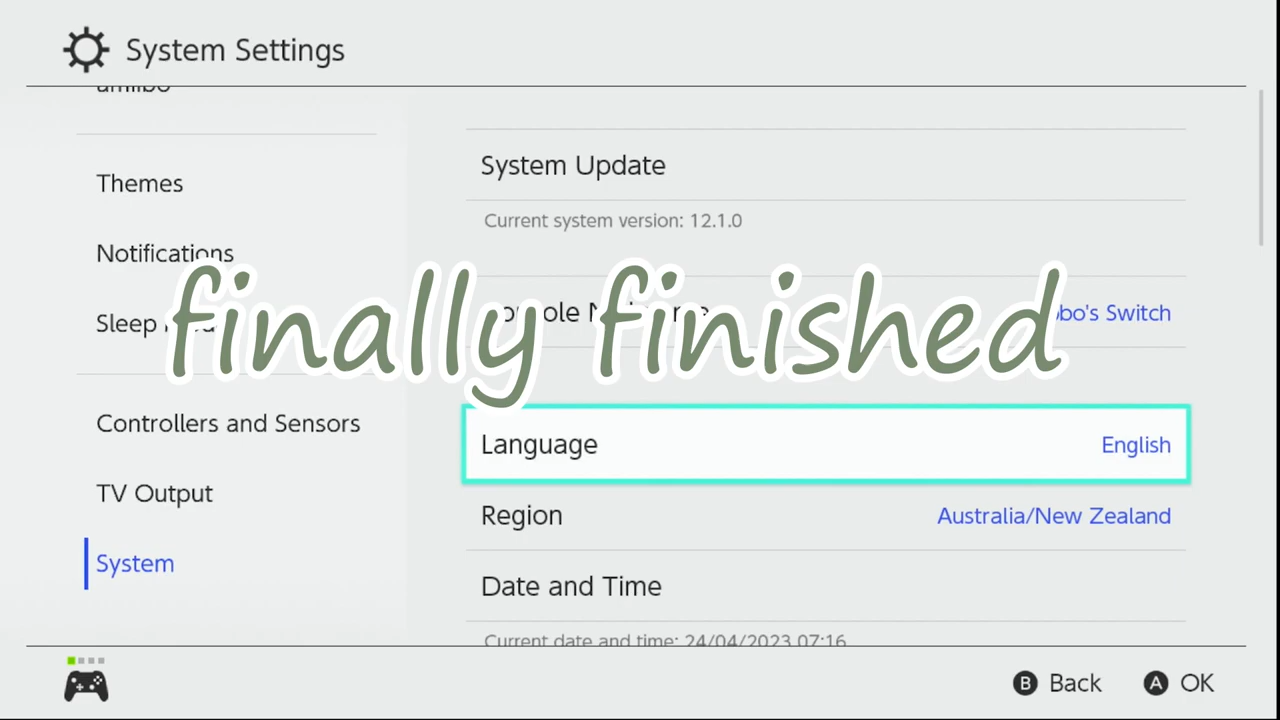 System Settings
amiibo
Themes
Notifications
Sleep
Controllers and Sensors
TV Output
System
System Update
Current system version: 12.1.0
finally finished
Switch
Language English
Region Australia/New Zealand
Date and Time
Current date and time: 24/04/2023 07:16
B Back A OK